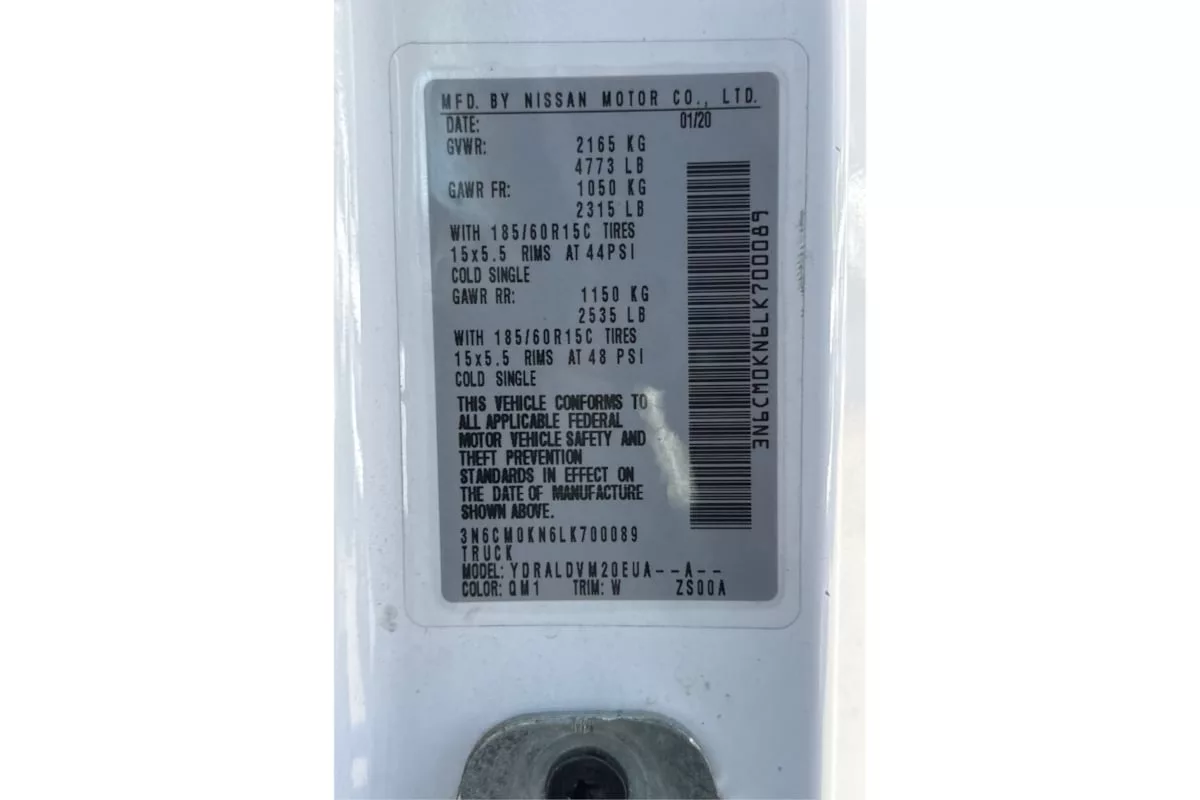 MFD. BY NISSAN MOTOR CO., LTD.
DATE: 01/20
GVWR: 2165 KG
4773 LB
GAWR FR: 1050 KG
2315 LB
WITH 185/60R15C TIRES
15x5.5 RIMS AT 44PSI
COLD SINGLE
GAWR RR: 1150 KG
2535 LB
WITH 185/60R15C TIRES
15x5.5 RIMS AT 48 PSI
COLD SINGLE
THIS VEHICLE CONFORMS TO
ALL APPLICABLE FEDERAL
MOTOR VEHICLE SAFETY AND
THEFT PREVENTION
STANDARDS IN EFFECT ON
THE DATE OF MANUFACTURE
SHOWN ABOVE.
3N6CM0KN6LK700089
TRUCK
MODEL: YDRALDVM20EUA--A--
COLOR: QM1 TRIM: W ZS00A
3N6CM0KN6LK700089